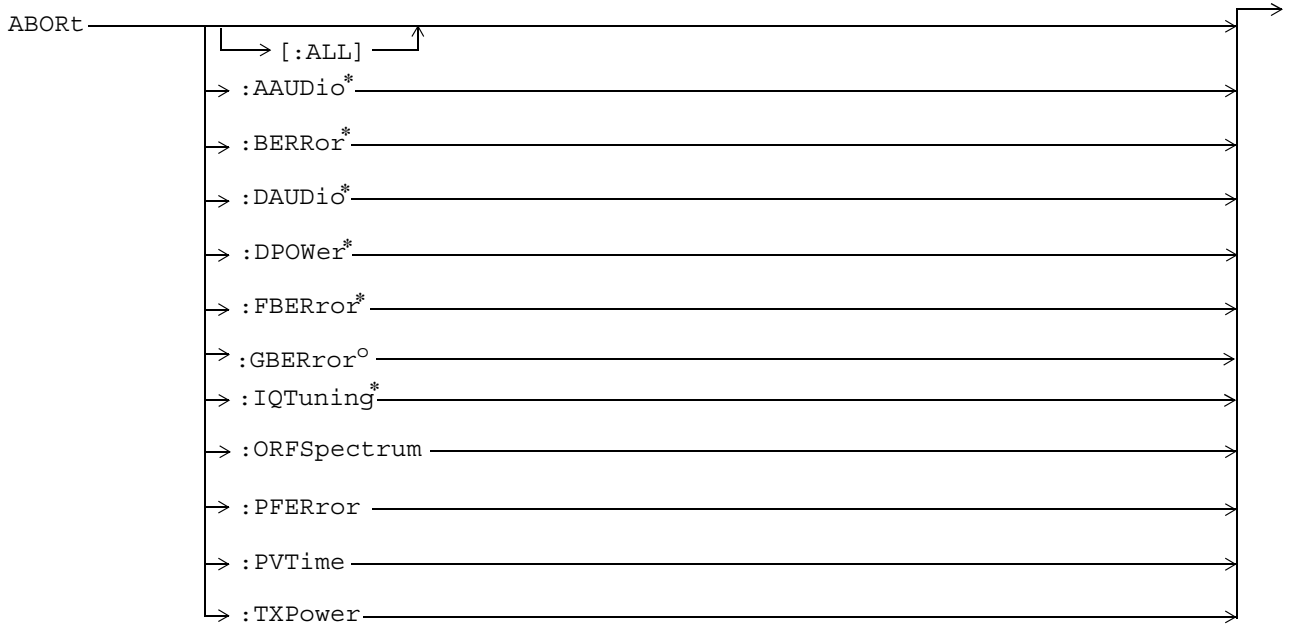 ABORt
[:ALL]
:AAUDio*
:BERRor*
:DAUDio*
:DPOWer*
:FBERror*
:GBERror°
:IQTuning*
:ORFSpectrum
:PFERror
:PVTime
:TXPower